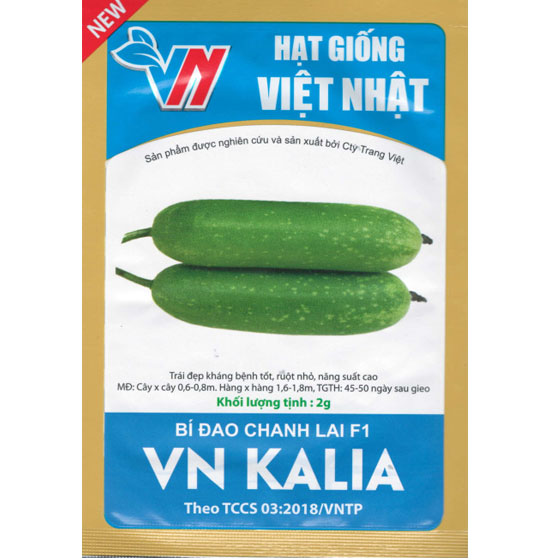 NEW
VN
HẠT GIỐNG
VIỆT NHẬT
Sản phẩm được nghiên cứu và sản xuất bởi Cty Trang Việt
Trái đẹp kháng bệnh tốt, ruột nhỏ, năng suất cao
MĐ: Cây x cây 0,6-0,8m. Hàng x hàng 1,6-1,8m, TGTH: 45-50 ngày sau gieo
Khối lượng tịnh : 2g
BÍ ĐAO CHANH LAI F1
VN KALIA
Theo TCCS 03:2018/VNTP